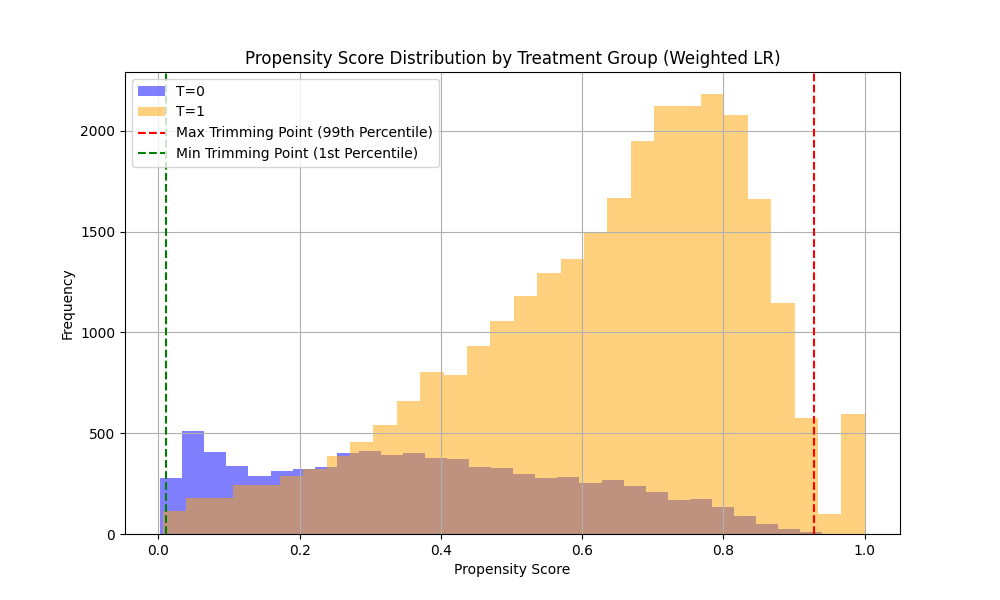 Propensity Score Distribution by Treatment Group (Weighted LR)
T=0
T=1
Max Trimming Point (99th Percentile)
Min Trimming Point (1st Percentile)
2000
1500
1000
500
0
Frequency
0.0 0.2 0.4 0.6 0.8 1.0
Propensity Score